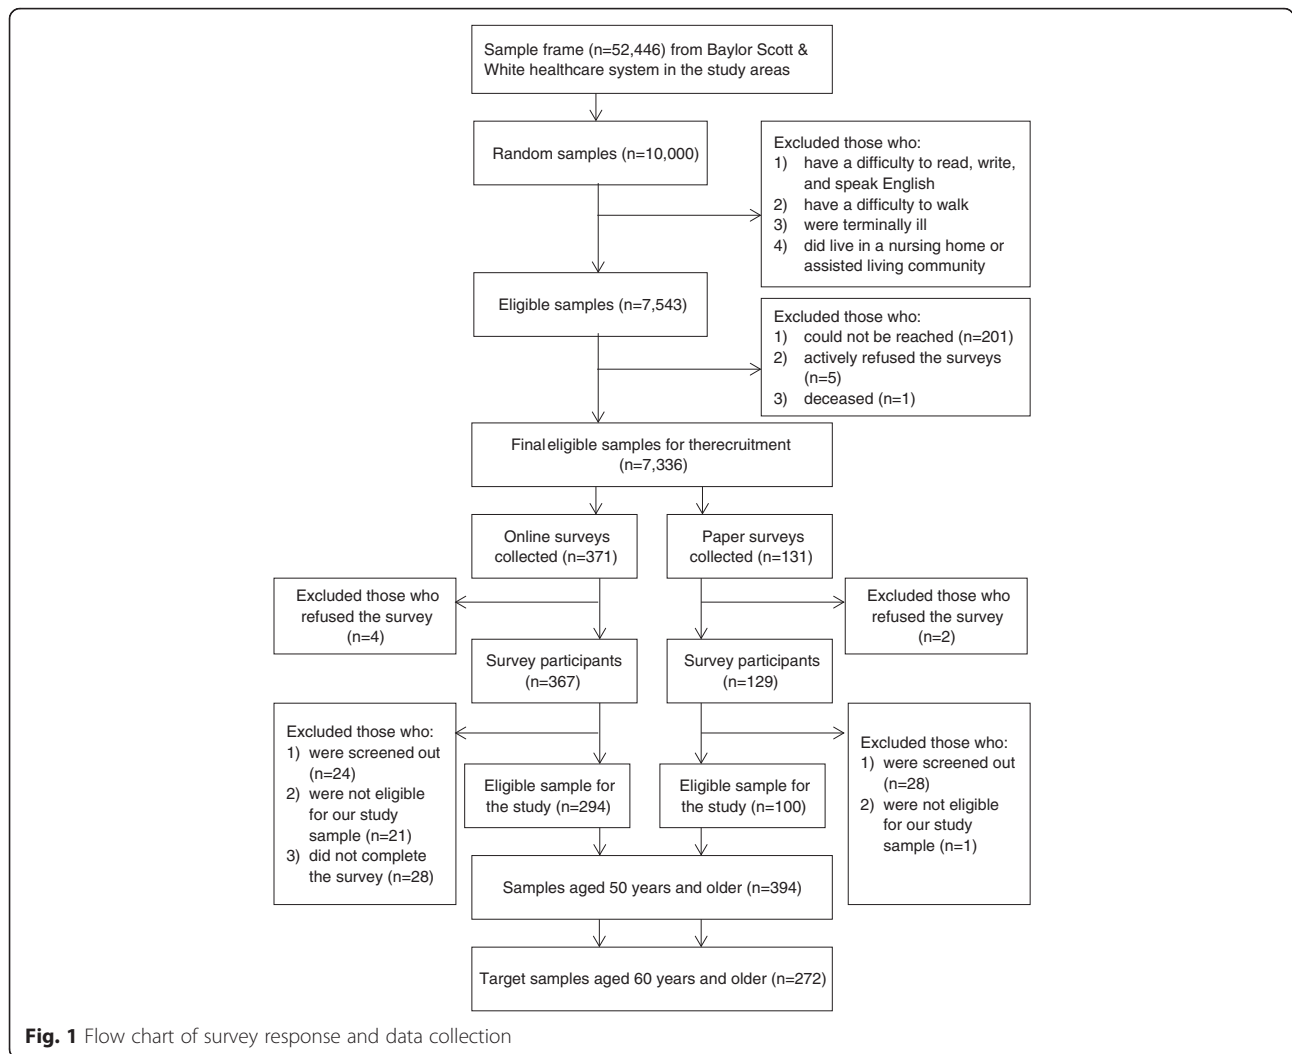 Sample frame (n=52,446) from Baylor Scott &
White healthcare system in the study areas
Random samples (n=10,000)
Excluded those who:
1) have a difficulty to read, write,
and speak English
2) have a difficulty to walk
3) were terminally ill
4) did live in a nursing home or
assisted living community
Eligible samples (n=7,543)
Excluded those who:
1) could not be reached (n=201)
2) actively refused the surveys
(n=5)
3) deceased (n=1)
Final eligible samples for therecruitment
(n=7,336)
Online surveys
collected (n=371)
Paper surveys
collected (n=131)
Excluded those who
refused the survey
(n=4)
Excluded those who
refused the survey
(n=2)
Survey participants
(n=367)
Survey participants
(n=129)
Excluded those who:
1) were screened out
(n=24)
2) were not eligible
for our study
sample (n=21)
3) did not complete
the survey (n=28)
Eligible sample for
the study (n=294)
Eligible sample for
the study (n=100)
Excluded those who:
1) were screened out
(n=28)
2) were not eligible
for our study
sample (n=1)
Samples aged 50 years and older (n=394)
Target samples aged 60 years and older (n=272)
Fig. 1 Flow chart of survey response and data collection